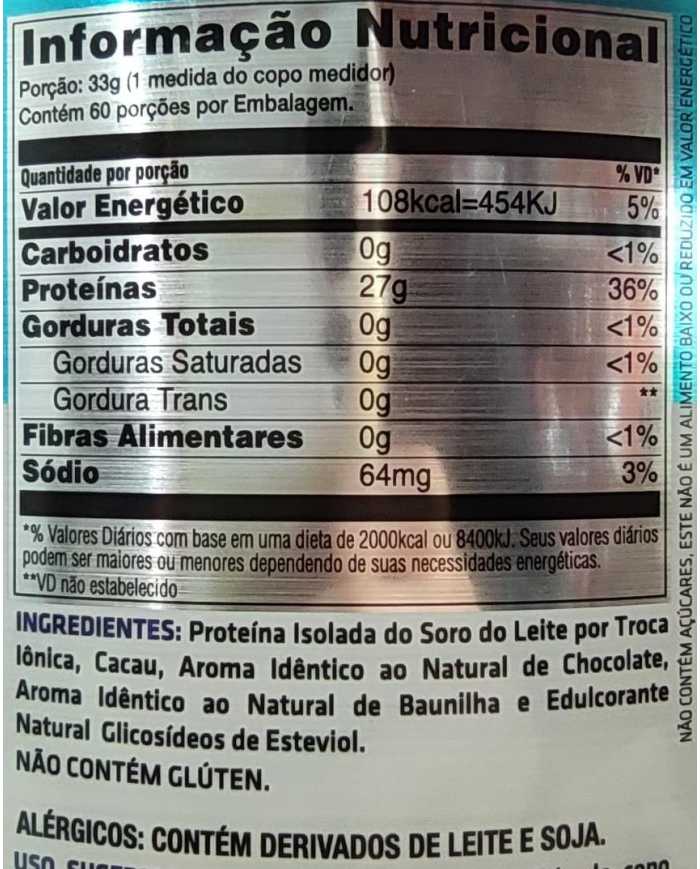 Informação Nutricional
Porção: 33g (1 medida do copo medidor)
Contém 60 porções por Embalagem.
Quantidade por porção % VD*
Valor Energético 108kcal=454KJ 5%
Carboidratos 0g <1%
Proteínas 27g 36%
Gorduras Totais 0g <1%
Gorduras Saturadas 0g <1%
Gordura Trans 0g **
Fibras Alimentares 0g <1%
Sódio 64mg 3%
*% Valores Diários com base em uma dieta de 2000kcal ou 8400kJ. Seus valores diários
podem ser maiores ou menores dependendo de suas necessidades energéticas.
**VD não estabelecido
NÃO CONTÉM AÇÚCARES, ESTE NÃO É UM ALIMENTO BAIXO OU REDUZIDO EM VALOR ENERGÉTICO
INGREDIENTES: Proteína Isolada do Soro do Leite por Troca
Iônica, Cacau, Aroma Idêntico ao Natural de Chocolate,
Aroma Idêntico ao Natural de Baunilha e Edulcorante
Natural Glicosídeos de Esteviol.
NÃO CONTÉM GLÚTEN.
ALÉRGICOS: CONTÉM DERIVADOS DE LEITE E SOJA.
USO